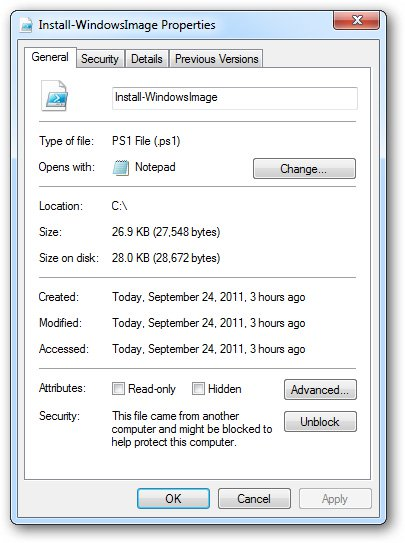 Install-WindowsImage Properties
General Security Details Previous Versions
Install-WindowsImage
Type of file: PS1 File (.ps1)
Opens with: Notepad Change...
Location: C:\
Size: 26.9 KB (27,548 bytes)
Size on disk: 28.0 KB (28,672 bytes)
Created: Today, September 24, 2011, 3 hours ago
Modified: Today, September 24, 2011, 3 hours ago
Accessed: Today, September 24, 2011, 3 hours ago
Attributes: Read-only Hidden Advanced...
Security: This file came from another
computer and might be blocked to
help protect this computer.
Unblock
OK Cancel Apply